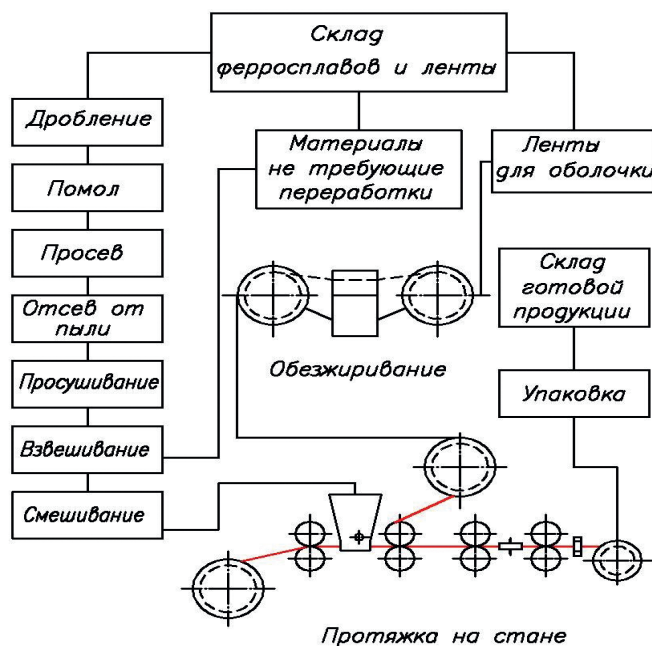 Склад
ферросплавов и ленты
Дробление
Помол
Просев
Отсев от
пыли
Просушивание
Взвешивание
Смешивание
Материалы
не требующие
переработки
Ленты
для оболочки
Обезжиривание
Склад
готовой
продукции
Упаковка
Протяжка на стане